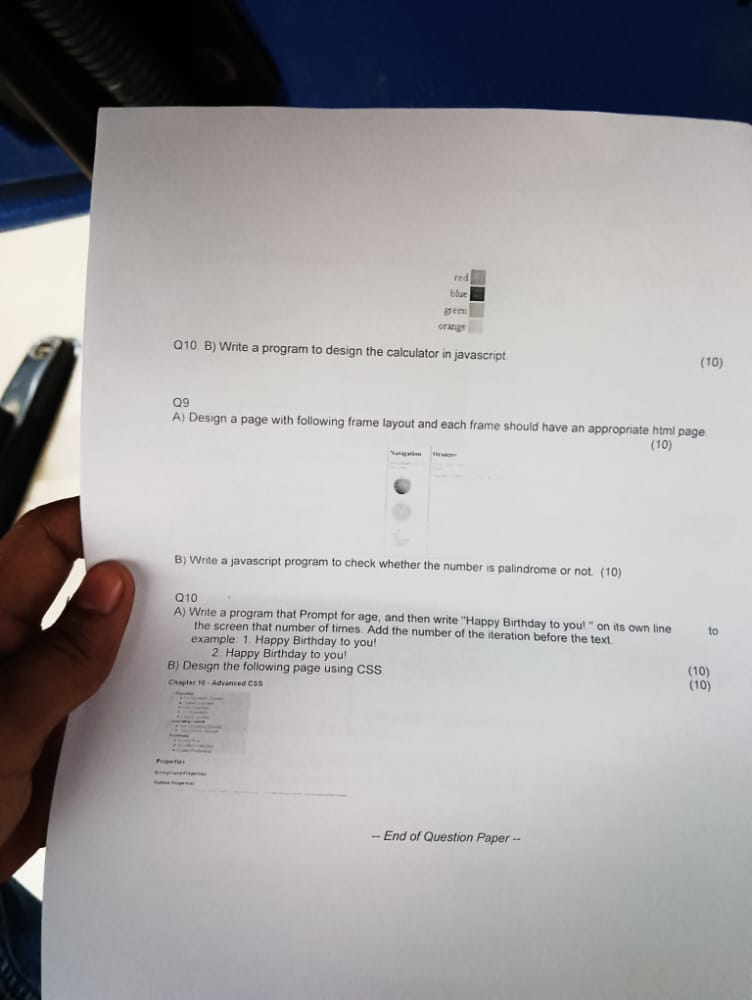 red
blue
green
orange
Q10 B) Write a program to design the calculator in javascript.
(10)
Q9
A) Design a page with following frame layout and each frame should have an appropriate html page.
(10)
Navigation Oranges
B) Write a javascript program to check whether the number is palindrome or not. (10)
Q10
A) Write a program that Prompt for age, and then write "Happy Birthday to you! " on its own line to
the screen that number of times. Add the number of the iteration before the text.
example: 1. Happy Birthday to you!
2. Happy Birthday to you!
(10)
B) Design the following page using CSS.
(10)
Chapter 10 - Advanced CSS
Properties
Background Properties
-- End of Question Paper --